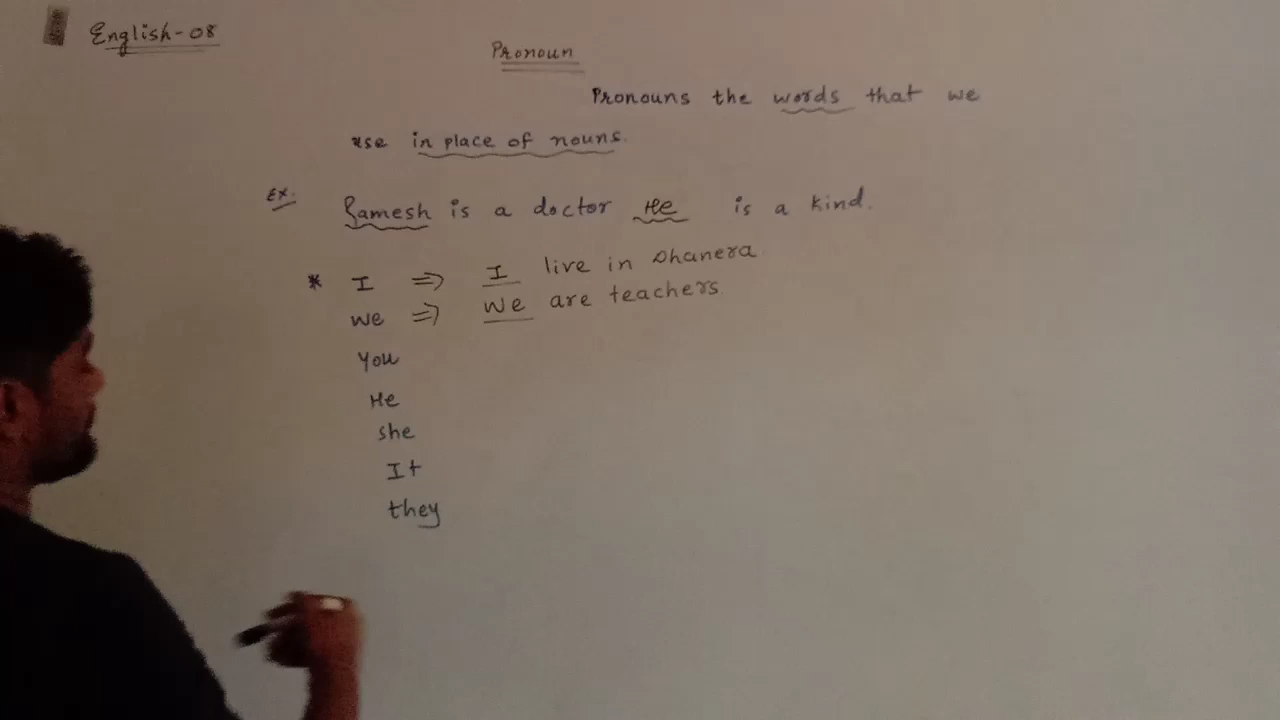 English-08
Pronoun
Pronouns the words that we
use in place of nouns.
Ex.
Ramesh is a doctor He is a kind.
* I ⇒ I live in Dhanera
We ⇒ We are teachers.
You
He
she
It
they